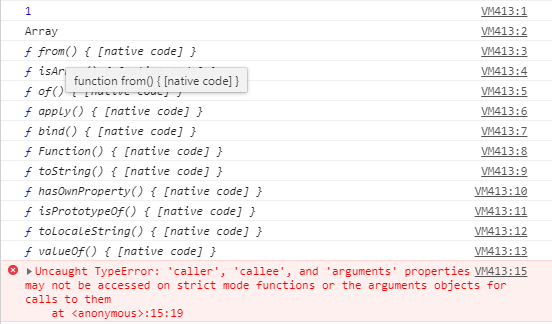 1 VM413:1
Array VM413:2
ƒ from() { [native code] } VM413:3
ƒ isAr VM413:4
function from() { [native code] }
ƒ of() { [native code] } VM413:5
ƒ apply() { [native code] } VM413:6
ƒ bind() { [native code] } VM413:7
ƒ Function() { [native code] } VM413:8
ƒ toString() { [native code] } VM413:9
ƒ hasOwnProperty() { [native code] } VM413:10
ƒ isPrototypeOf() { [native code] } VM413:11
ƒ toLocaleString() { [native code] } VM413:12
ƒ valueOf() { [native code] } VM413:13
Uncaught TypeError: 'caller', 'callee', and 'arguments' properties VM413:15
may not be accessed on strict mode functions or the arguments objects for
calls to them
at <anonymous>:15:19